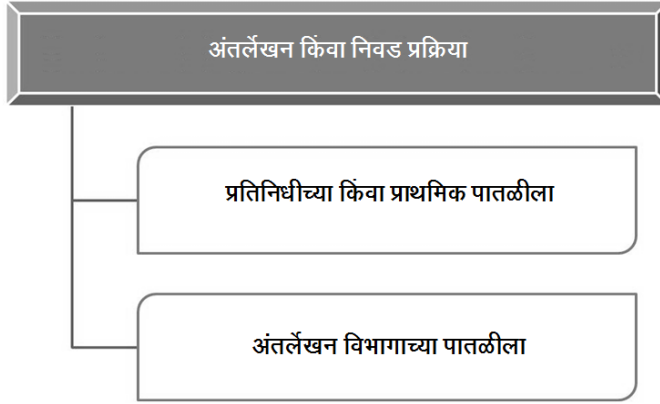 अंतर्लेखन किंवा निवड प्रक्रिया
प्रतिनिधीच्या किंवा प्राथमिक पातळीला
अंतर्लेखन विभागाच्या पातळीला